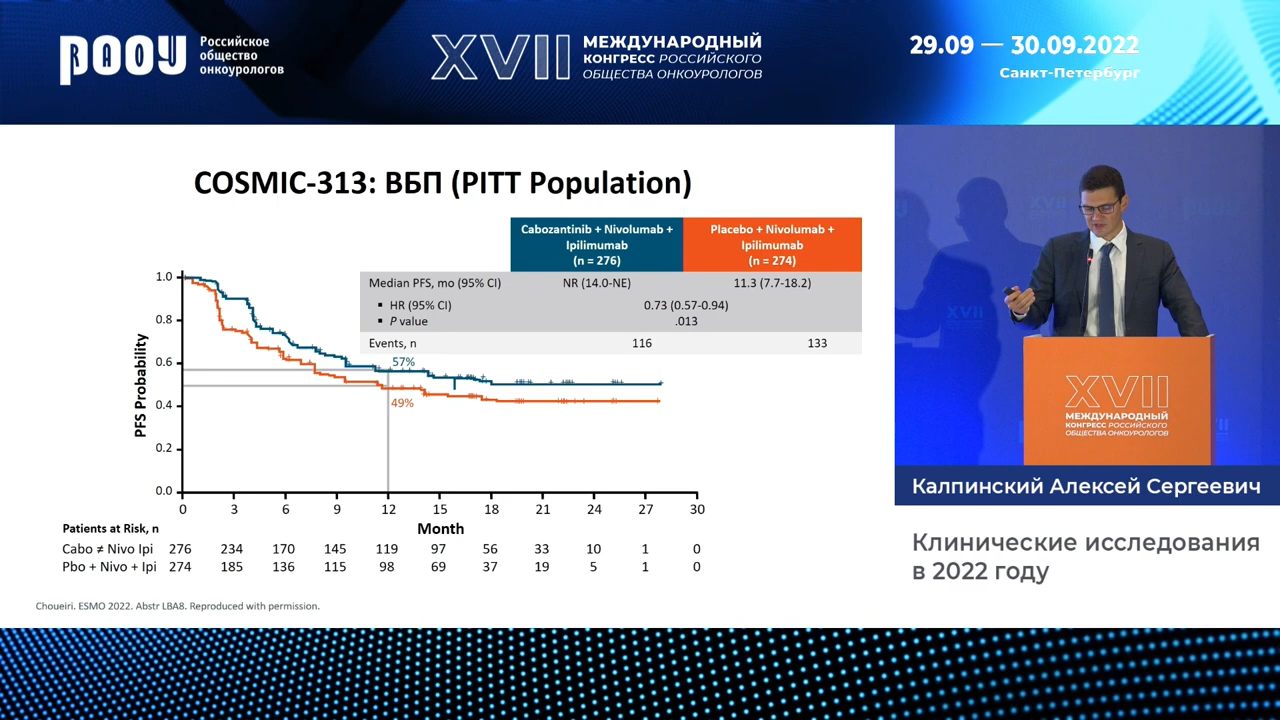 РАОУ
Российское
общество
онкоурологов
XVII
МЕЖДУНАРОДНЫЙ
КОНГРЕСС РОССИЙСКОГО
ОБЩЕСТВА ОНКОУРОЛОГОВ
29.09 — 30.09.2022
Санкт-Петербург
COSMIC-313: ВБП (PITT Population)
Cabozantinib + Nivolumab +
Ipilimumab
(n = 276)
Placebo + Nivolumab +
Ipilimumab
(n = 274)
Median PFS, mo (95% CI) NR (14.0-NE) 11.3 (7.7-18.2)
▪ HR (95% CI) 0.73 (0.57-0.94)
▪ P value .013
Events, n 116 133
PFS Probability
1.0
0.8
0.6
0.4
0.2
0.0
57%
49%
0 3 6 9 12 15 18 21 24 27 30
Month
Patients at Risk, n
Cabo ≠ Nivo Ipi 276 234 170 145 119 97 56 33 10 1 0
Pbo + Nivo + Ipi 274 185 136 115 98 69 37 19 5 1 0
Choueiri. ESMO 2022. Abstr LBA8. Reproduced with permission.
XVII
МЕЖДУНАРОДНЫЙ
КОНГРЕСС РОССИЙСКОГО
ОБЩЕСТВА ОНКОУРОЛОГОВ
Калпинский Алексей Сергеевич
Клинические исследования
в 2022 году